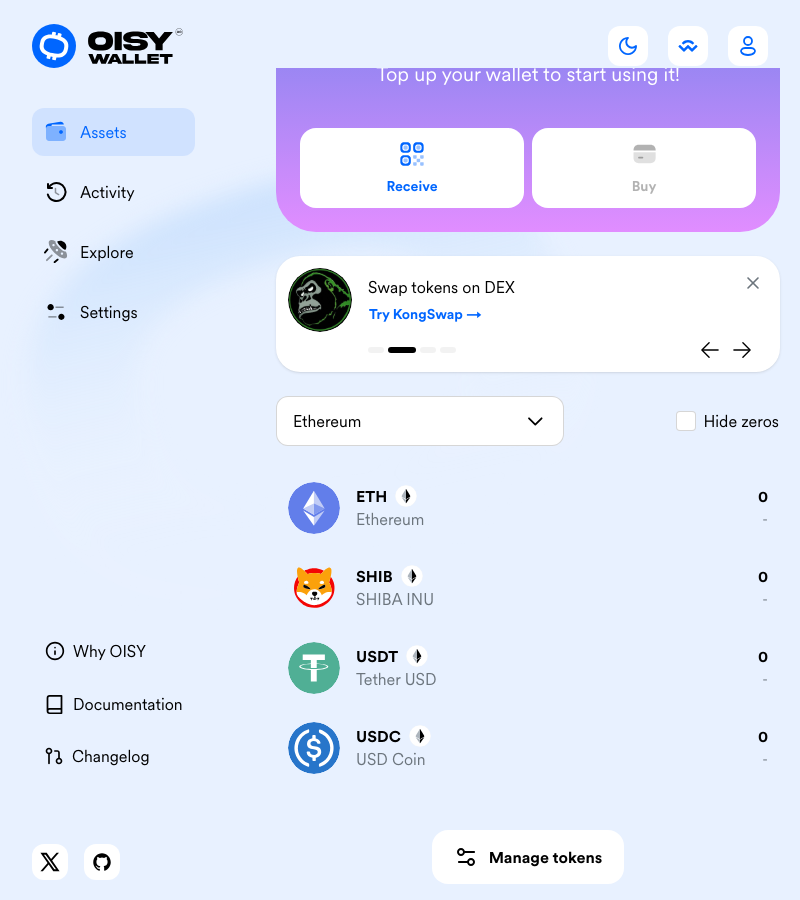 OISY
WALLET
Top up your wallet to start using it!
Assets
Activity
Explore
Settings
Receive
Buy
Swap tokens on DEX
Try KongSwap →
Ethereum
Hide zeros
ETH
0
Ethereum
-
SHIB
0
SHIBA INU
-
USDT
0
Tether USD
-
USDC
0
USD Coin
-
Why OISY
Documentation
Changelog
Manage tokens